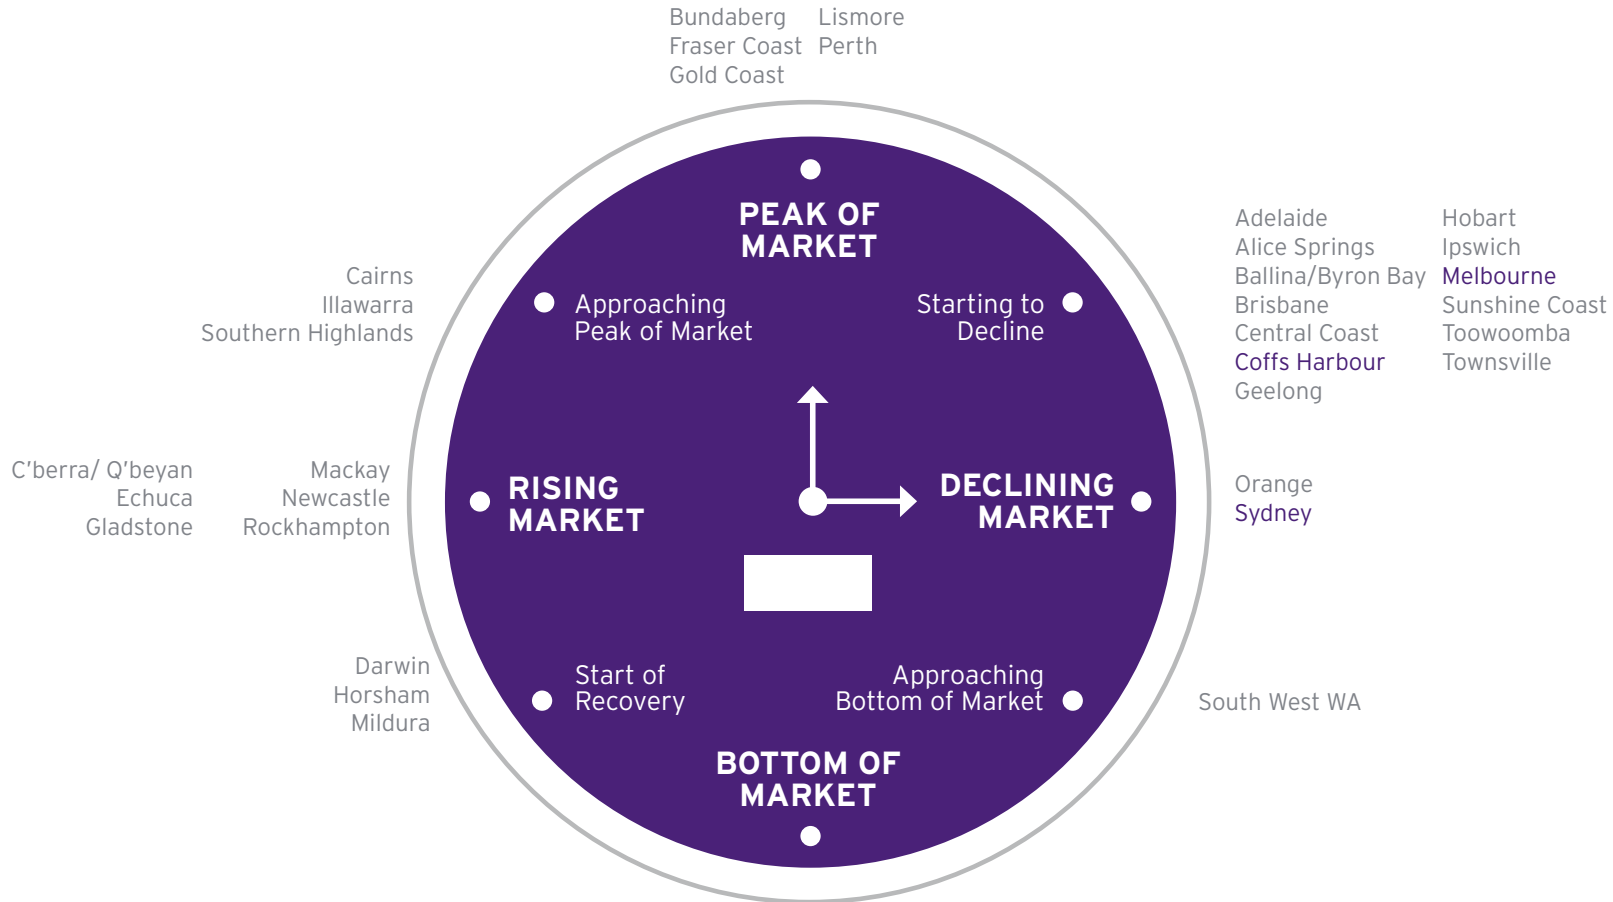 Bundaberg Lismore
Fraser Coast Perth
Gold Coast
PEAK OF
MARKET
Cairns
Illawarra
Southern Highlands
Approaching
Peak of Market
Starting to
Decline
Adelaide Hobart
Alice Springs Ipswich
Ballina/Byron Bay Melbourne
Brisbane Sunshine Coast
Central Coast Toowoomba
Coffs Harbour Townsville
Geelong
C'berra/ Q'beyan Mackay
Echuca Newcastle
Gladstone Rockhampton
RISING
MARKET
DECLINING
MARKET
Orange
Sydney
Darwin
Horsham
Mildura
Start of
Recovery
Approaching
Bottom of Market
South West WA
BOTTOM OF
MARKET